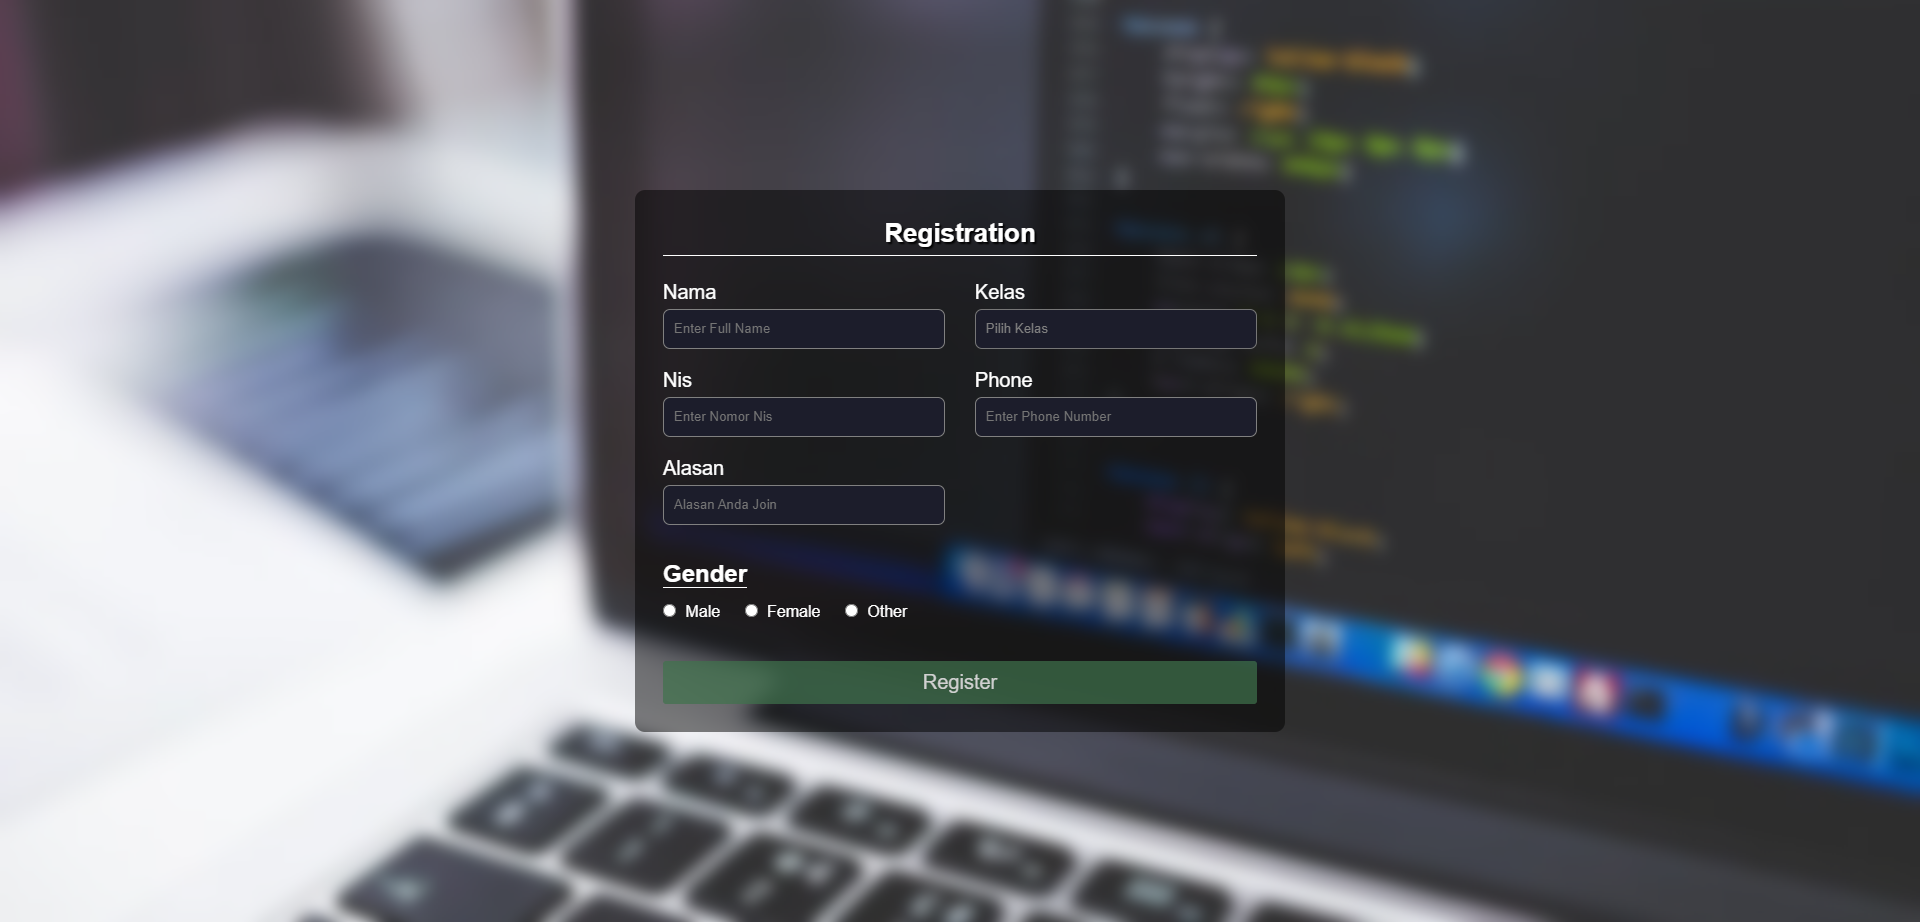 Registration
Nama
Kelas
Enter Full Name
Pilih Kelas
Nis
Phone
Enter Nomor Nis
Enter Phone Number
Alasan
Alasan Anda Join
Gender
Male Female Other
Register